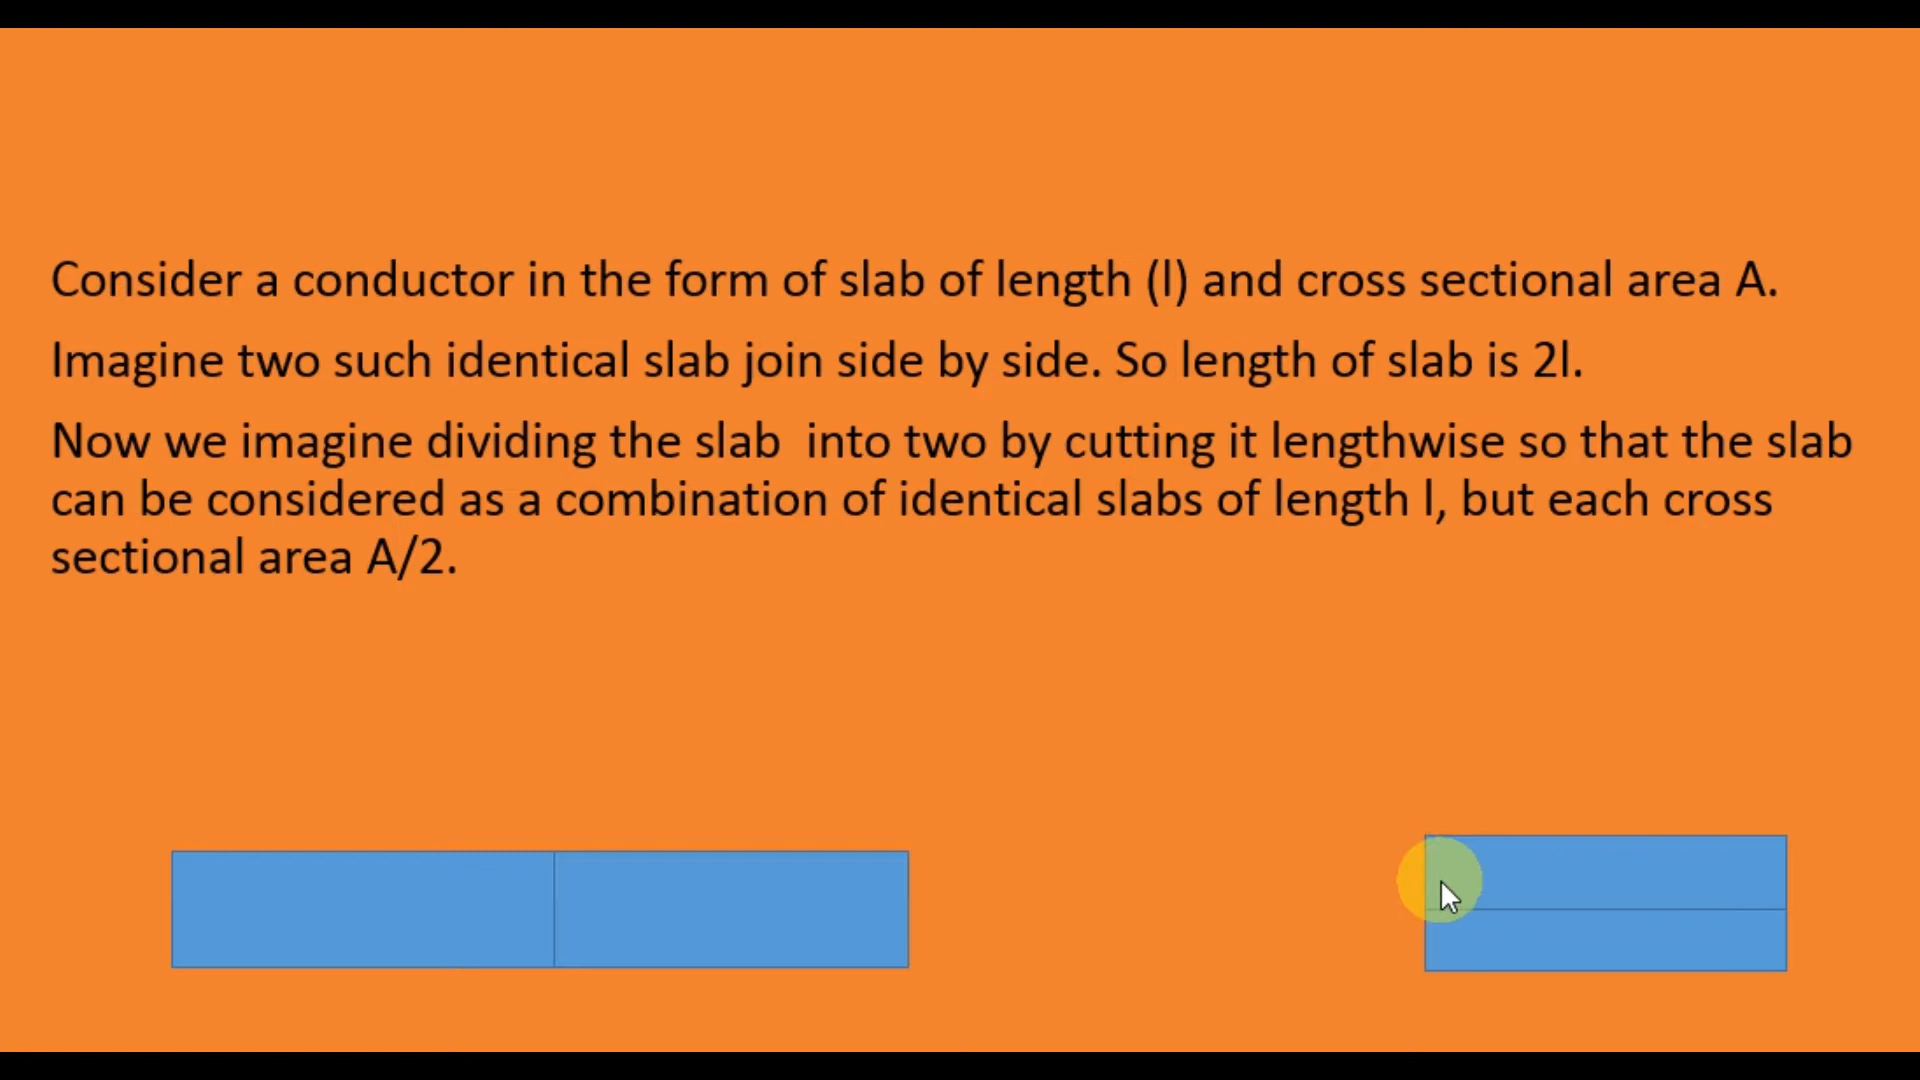 Consider a conductor in the form of slab of length (l) and cross sectional area A.
Imagine two such identical slab join side by side. So length of slab is 2l.
Now we imagine dividing the slab  into two by cutting it lengthwise so that the slab
can be considered as a combination of identical slabs of length l, but each cross
sectional area A/2.